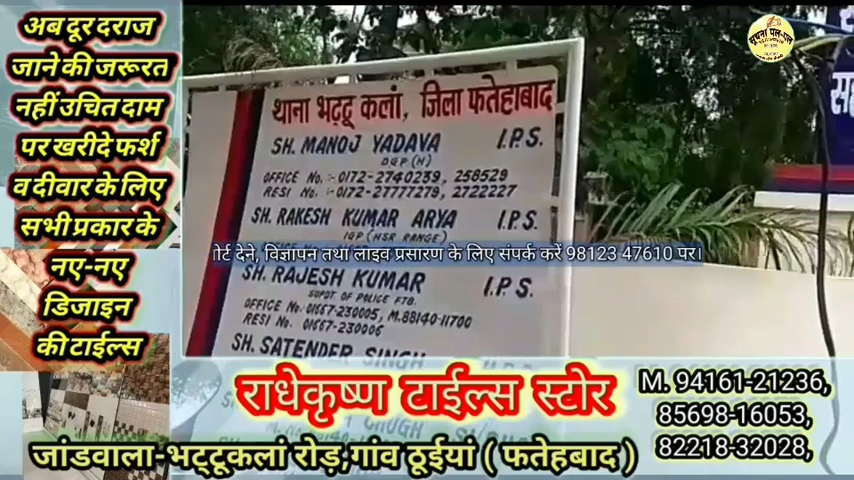 अब दूर दराज
जाने की जरूरत
नहीं उचित दाम
पर खरीदे फर्श
व दीवार के लिए
सभी प्रकार के
नए-नए
डिजाइन
की टाईल्स
सूचना पल-पल
थाना भट्टू कलां, जिला फतेहाबाद
SH. MANOJ YADAVA I.P.S.
DGP (H)
OFFICE No. :- 0172-2740239, 258529
RESI No. :- 0172-27777279, 2722227
SH. RAKESH KUMAR ARYA I.P.S.
IGP (HSR RANGE)
ोर्ट देने, विज्ञापन तथा लाइव प्रसारण के लिए संपर्क करें 98123 47610 पर।
SH. RAJESH KUMAR I.P.S.
SUPDT OF POLICE FTB.
OFFICE No. 01667-230005, M.88140-11700
RESI No. 01667-230006
SH. SATENDER SINGH
राधेकृष्ण टाईल्स स्टोर
M. 94161-21236,
85698-16053,
82218-32028,
जांडवाला-भट्टूकलां रोड़,गांव ठूईयां ( फतेहबाद )